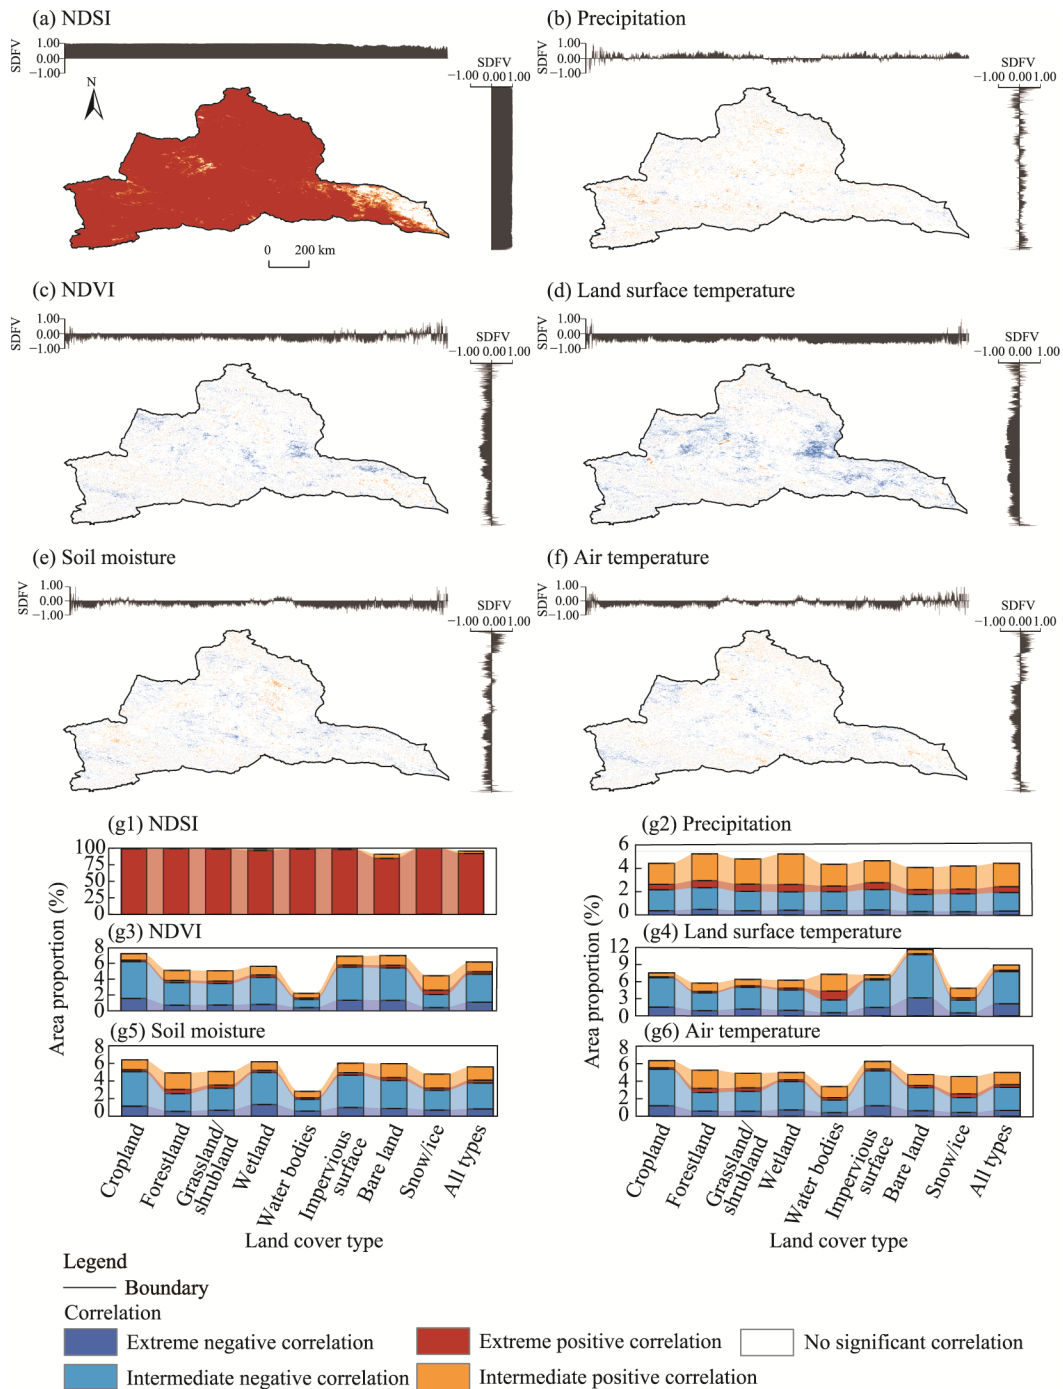 (a) NDSI
SDFV
1.00
0.00
−1.00
SDFV
−1.00 0.00 1.00
N
0 200 km
(b) Precipitation
SDFV
1.00
0.00
−1.00
SDFV
−1.00 0.00 1.00
(c) NDVI
SDFV
1.00
0.00
−1.00
SDFV
−1.00 0.00 1.00
(d) Land surface temperature
SDFV
1.00
0.00
−1.00
SDFV
−1.00 0.00 1.00
(e) Soil moisture
SDFV
1.00
0.00
−1.00
SDFV
−1.00 0.00 1.00
(f) Air temperature
SDFV
1.00
0.00
−1.00
SDFV
−1.00 0.00 1.00
Area proportion (%)
(g1) NDSI
100
75
50
25
0
(g3) NDVI
8
6
4
2
0
(g5) Soil moisture
8
6
4
2
0
Cropland
Forestland
Grassland/
shrubland
Wetland
Water bodies
Impervious
surface
Bare land
Snow/ice
All types
Land cover type
Area proportion (%)
(g2) Precipitation
6
4
2
0
(g4) Land surface temperature
12
9
6
3
0
(g6) Air temperature
8
6
4
2
0
Cropland
Forestland
Grassland/
shrubland
Wetland
Water bodies
Impervious
surface
Bare land
Snow/ice
All types
Land cover type
Legend
Boundary
Correlation
Extreme negative correlation
Extreme positive correlation
No significant correlation
Intermediate negative correlation
Intermediate positive correlation